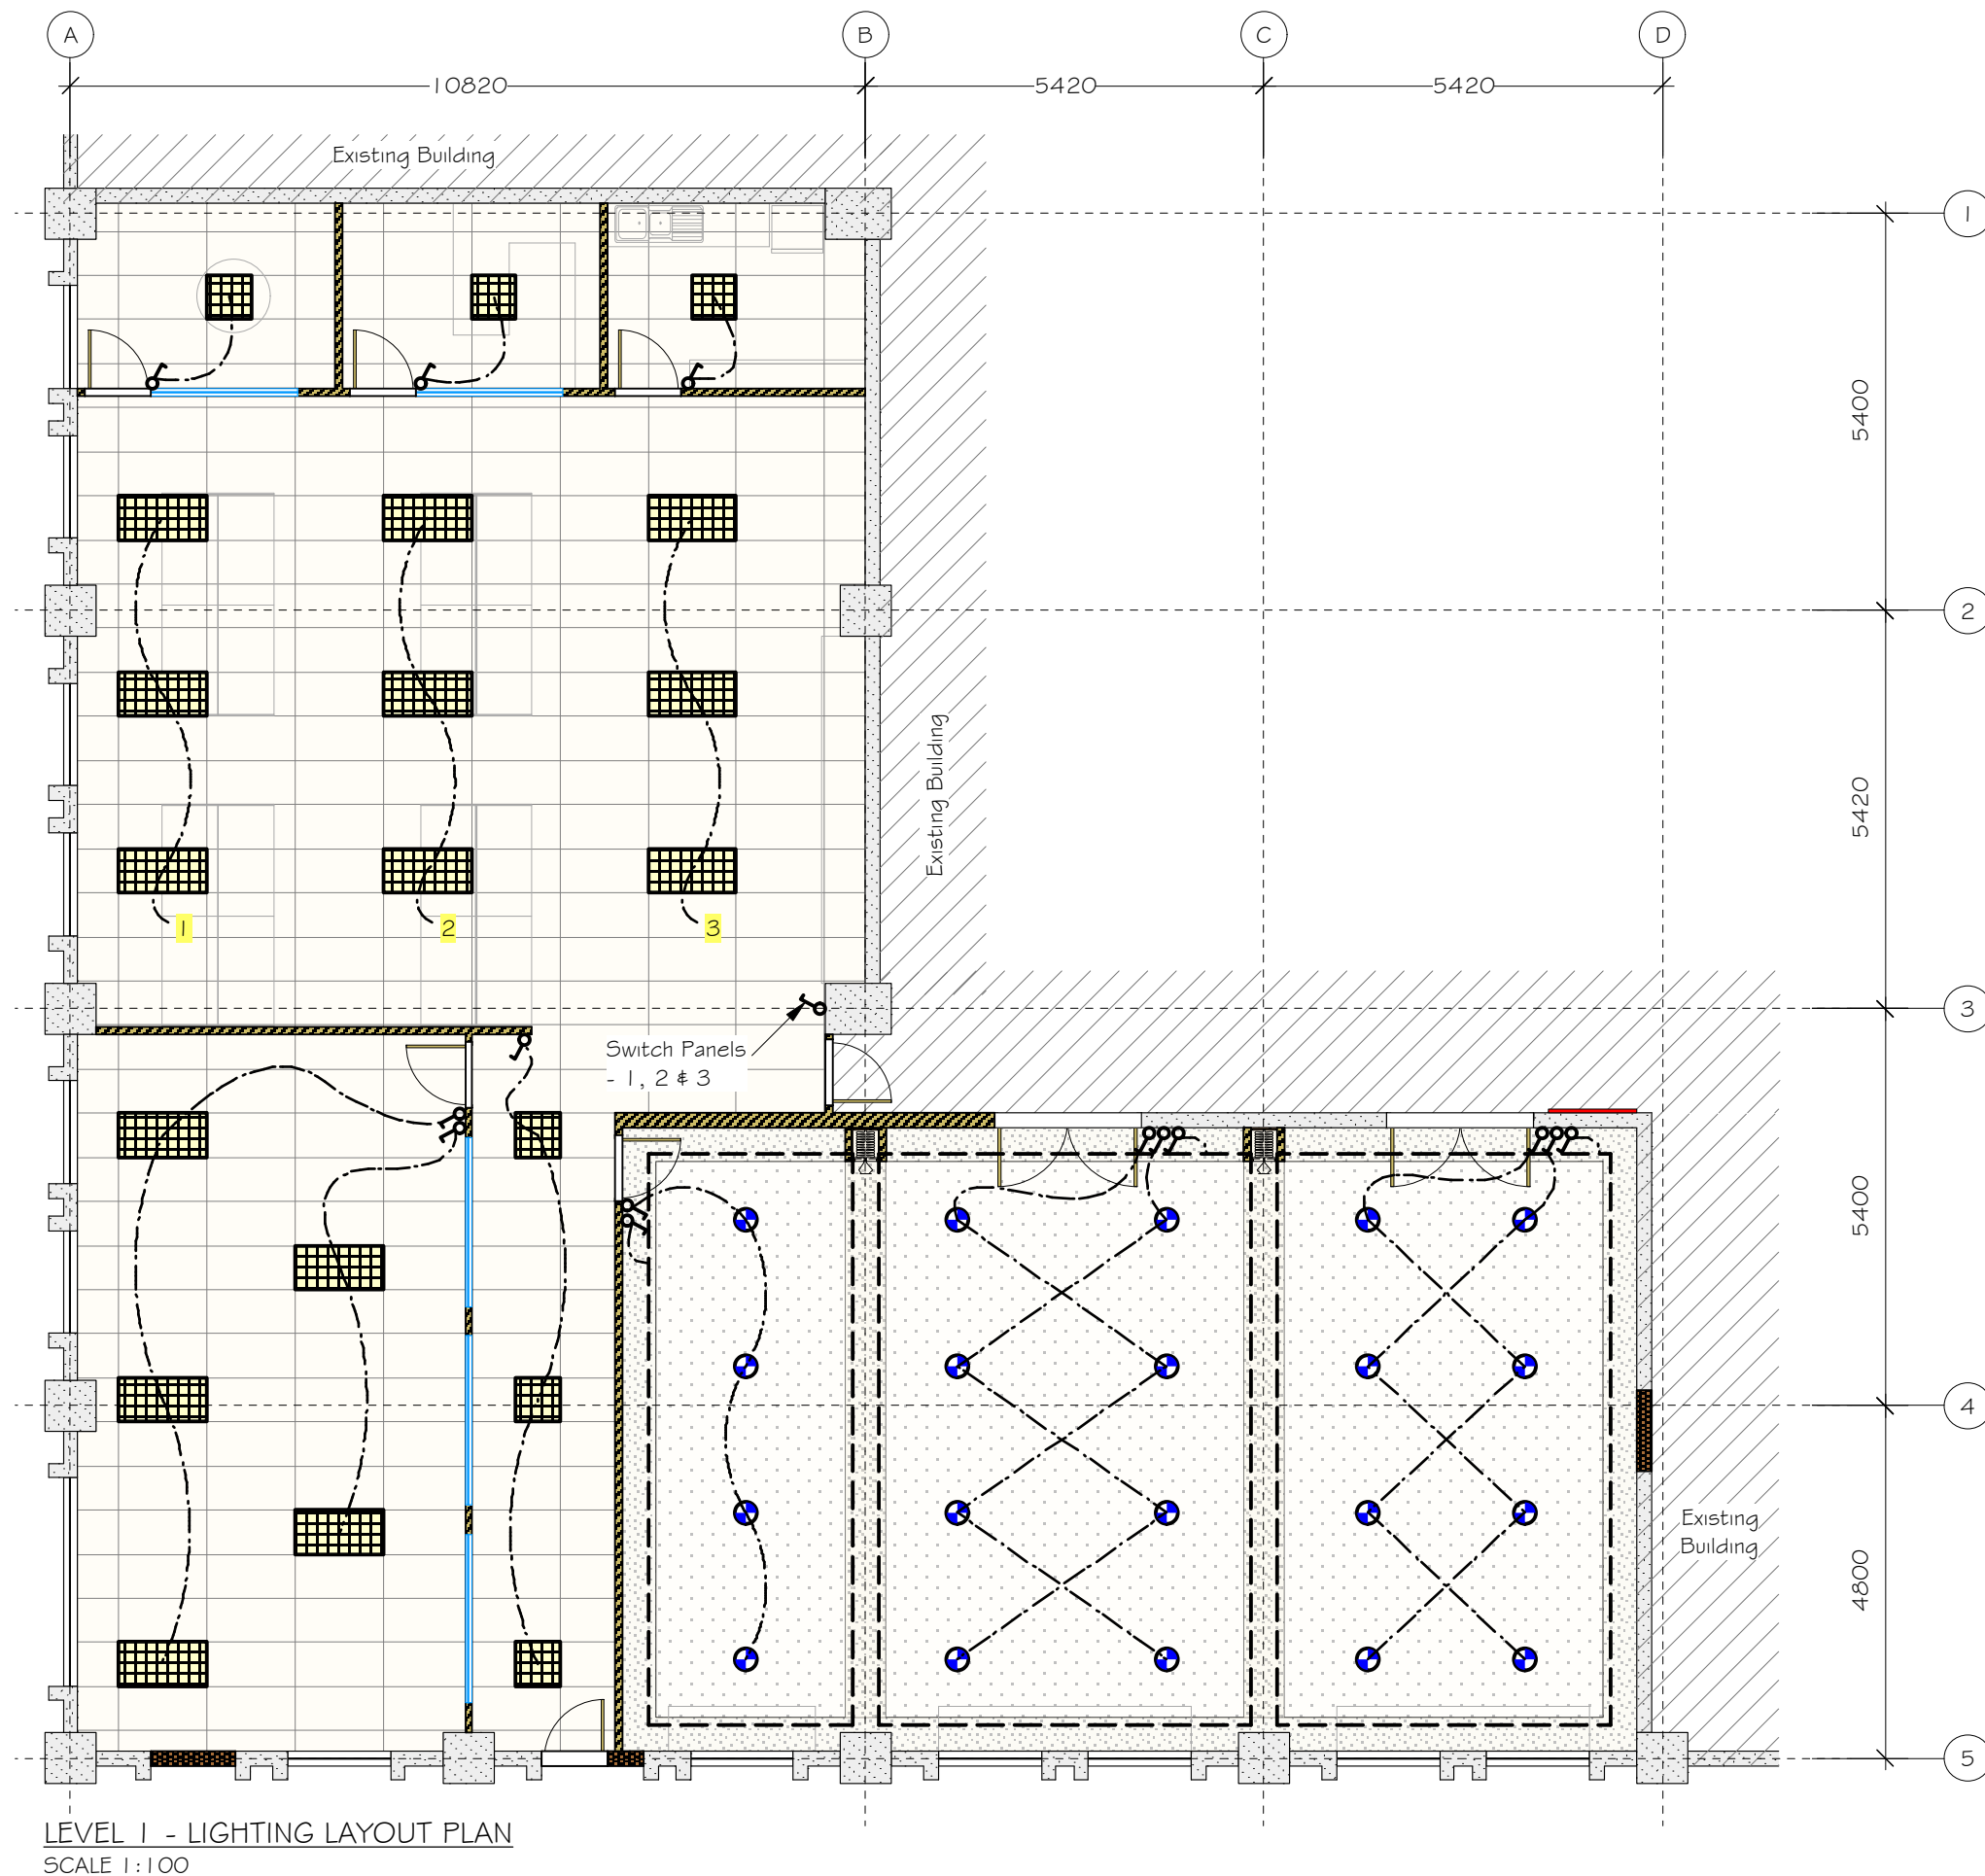 A B C D
10820 5420 5420
Existing Building
1
5400
2
5420
Existing Building
1 2 3
3
Switch Panels
- 1, 2 & 3
5400
4
Existing
Building
4800
5
LEVEL 1 - LIGHTING LAYOUT PLAN
SCALE 1:100